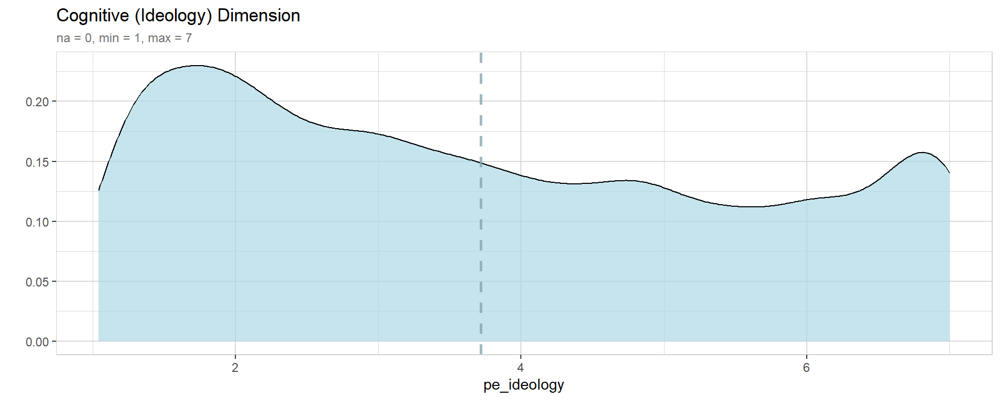 Cognitive (Ideology) Dimension
na = 0, min = 1, max = 7
0.20
0.15
0.10
0.05
0.00
2 4 6
pe_ideology